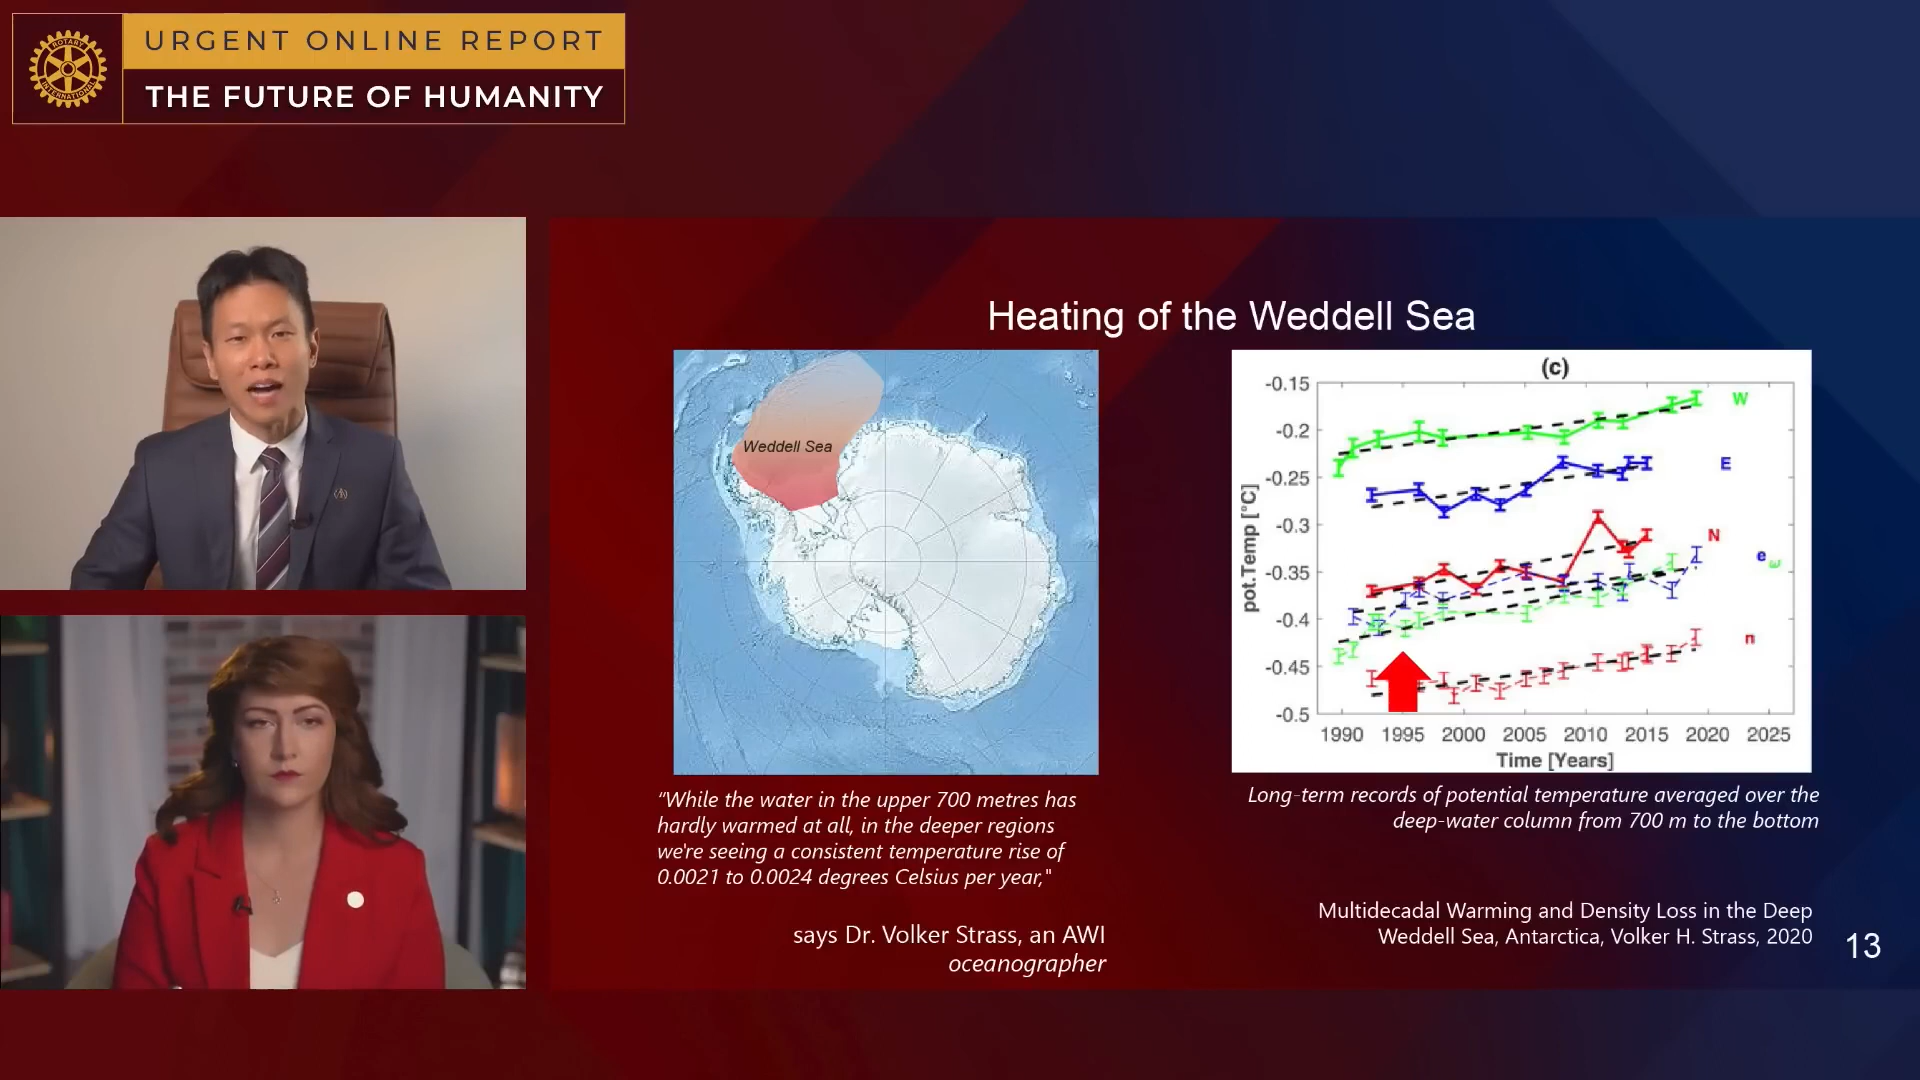 ROTARY
INTERNATIONAL
URGENT ONLINE REPORT
THE FUTURE OF HUMANITY
Heating of the Weddell Sea
Weddell Sea
(c)
-0.15
-0.2
-0.25
-0.3
-0.35
-0.4
-0.45
-0.5
pot.Temp [°C]
W
E
N
e
ω
n
1990 1995 2000 2005 2010 2015 2020 2025
Time [Years]
“While the water in the upper 700 metres has
hardly warmed at all, in the deeper regions
we're seeing a consistent temperature rise of
0.0021 to 0.0024 degrees Celsius per year,"
says Dr. Volker Strass, an AWI
oceanographer
Long-term records of potential temperature averaged over the
deep-water column from 700 m to the bottom
Multidecadal Warming and Density Loss in the Deep
Weddell Sea, Antarctica, Volker H. Strass, 2020
13